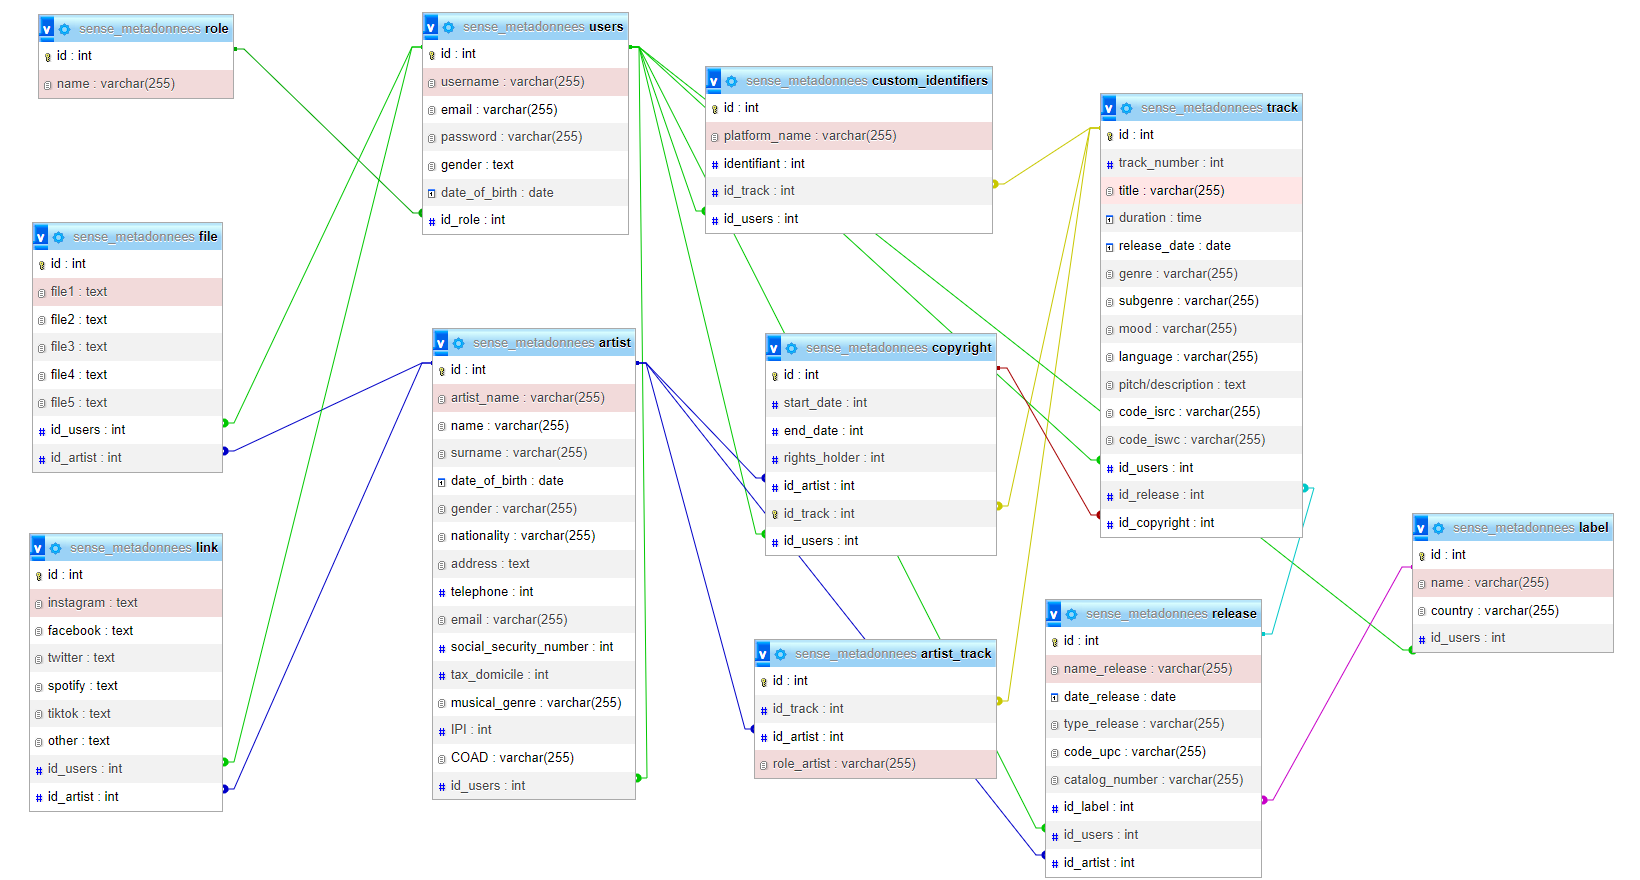 sense_metadonnees role
id : int
name : varchar(255)
sense_metadonnees users
id : int
username : varchar(255)
email : varchar(255)
password : varchar(255)
gender : text
date_of_birth : date
id_role : int
sense_metadonnees custom_identifiers
id : int
platform_name : varchar(255)
identifiant : int
id_track : int
id_users : int
sense_metadonnees track
id : int
track_number : int
title : varchar(255)
duration : time
release_date : date
genre : varchar(255)
subgenre : varchar(255)
mood : varchar(255)
language : varchar(255)
pitch/description : text
code_isrc : varchar(255)
code_iswc : varchar(255)
id_users : int
id_release : int
id_copyright : int
sense_metadonnees file
id : int
file1 : text
file2 : text
file3 : text
file4 : text
file5 : text
id_users : int
id_artist : int
sense_metadonnees artist
id : int
artist_name : varchar(255)
name : varchar(255)
surname : varchar(255)
date_of_birth : date
gender : varchar(255)
nationality : varchar(255)
address : text
telephone : int
email : varchar(255)
social_security_number : int
tax_domicile : int
musical_genre : varchar(255)
IPI : int
COAD : varchar(255)
id_users : int
sense_metadonnees copyright
id : int
start_date : int
end_date : int
rights_holder : int
id_artist : int
id_track : int
id_users : int
sense_metadonnees link
id : int
instagram : text
facebook : text
twitter : text
spotify : text
tiktok : text
other : text
id_users : int
id_artist : int
sense_metadonnees artist_track
id : int
id_track : int
id_artist : int
role_artist : varchar(255)
sense_metadonnees release
id : int
name_release : varchar(255)
date_release : date
type_release : varchar(255)
code_upc : varchar(255)
catalog_number : varchar(255)
id_label : int
id_users : int
id_artist : int
sense_metadonnees label
id : int
name : varchar(255)
country : varchar(255)
id_users : int